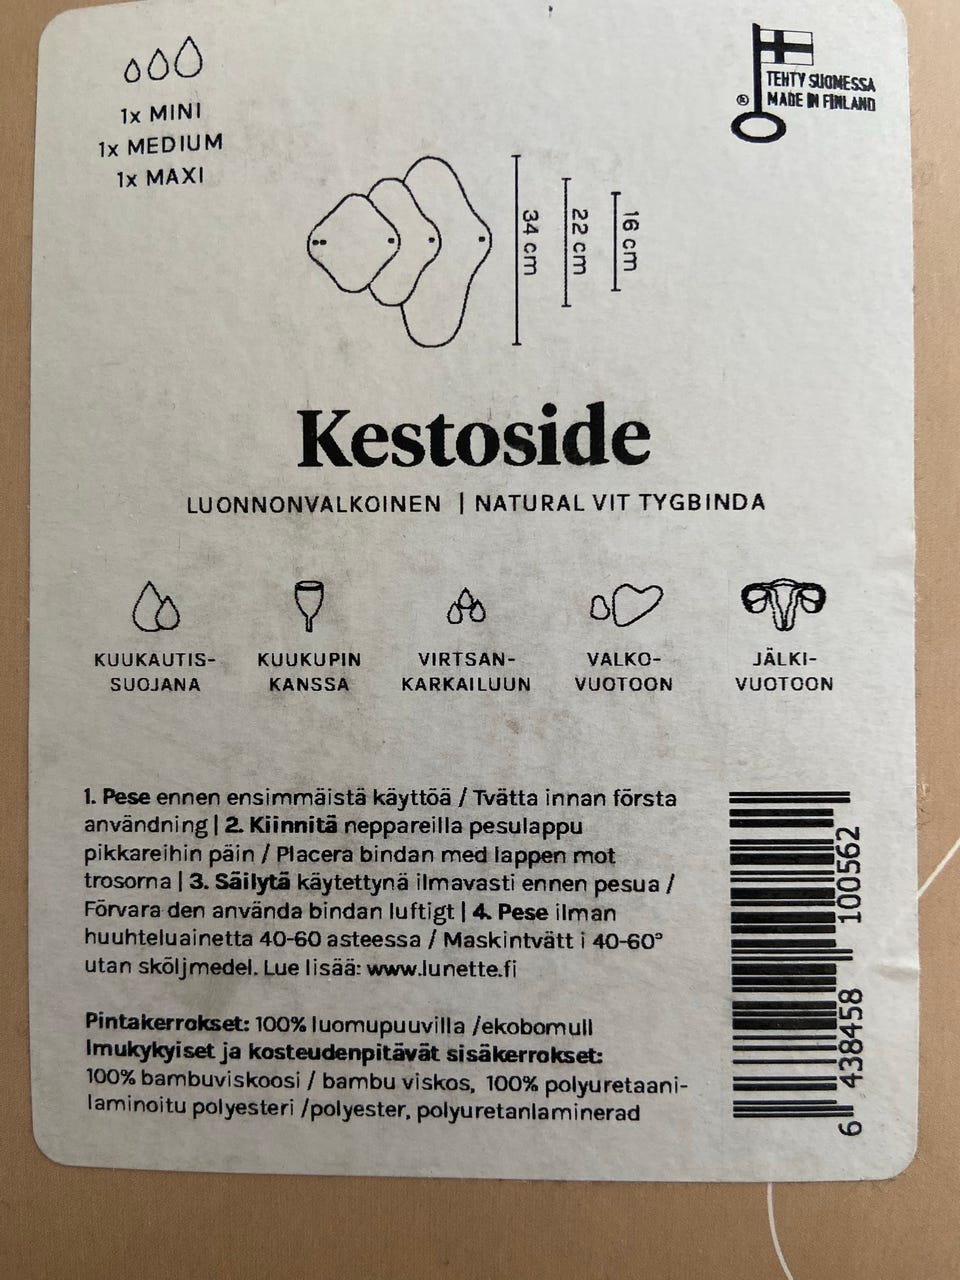 1x MINI
1x MEDIUM
1x MAXI
TEHTY SUOMESSA
® MADE IN FINLAND
34 cm
22 cm
16 cm
Kestoside
LUONNONVALKOINEN | NATURAL VIT TYGBINDA
KUUKAUTIS-
SUOJANA
KUUKUPIN
KANSSA
VIRTSAN-
KARKAILUUN
VALKO-
VUOTOON
JÄLKI-
VUOTOON
1. Pese ennen ensimmäistä käyttöä / Tvätta innan första
användning | 2. Kiinnitä neppareilla pesulappu
pikkareihin päin / Placera bindan med lappen mot
trosorna | 3. Säilytä käytettynä ilmavasti ennen pesua /
Förvara den använda bindan luftigt | 4. Pese ilman
huuhteluainetta 40-60 asteessa / Maskintvätt i 40-60°
utan sköljmedel. Lue lisää: www.lunette.fi
Pintakerrokset: 100% luomupuuvilla /ekobomull
Imukykyiset ja kosteudenpitävät sisäkerrokset:
100% bambuviskoosi / bambu viskos, 100% polyuretaani-
laminoitu polyesteri /polyester, polyuretanlaminerad
6 438458 100562